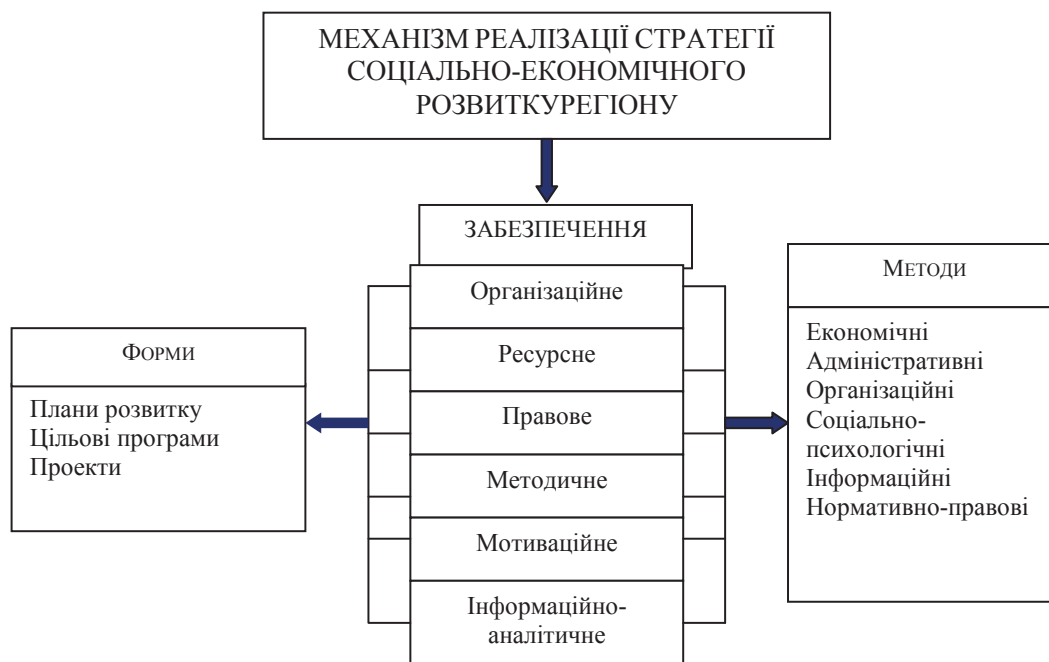 МЕХАНІЗМ РЕАЛІЗАЦІЇ СТРАТЕГІЇ
СОЦІАЛЬНО-ЕКОНОМІЧНОГО
РОЗВИТКУРЕГІОНУ
ЗАБЕЗПЕЧЕННЯ
Організаційне
Ресурсне
Правове
Методичне
Мотиваційне
Інформаційно-
аналітичне
ФОРМИ
Плани розвитку
Цільові програми
Проекти
МЕТОДИ
Економічні
Адміністративні
Організаційні
Соціально-
психологічні
Інформаційні
Нормативно-правові